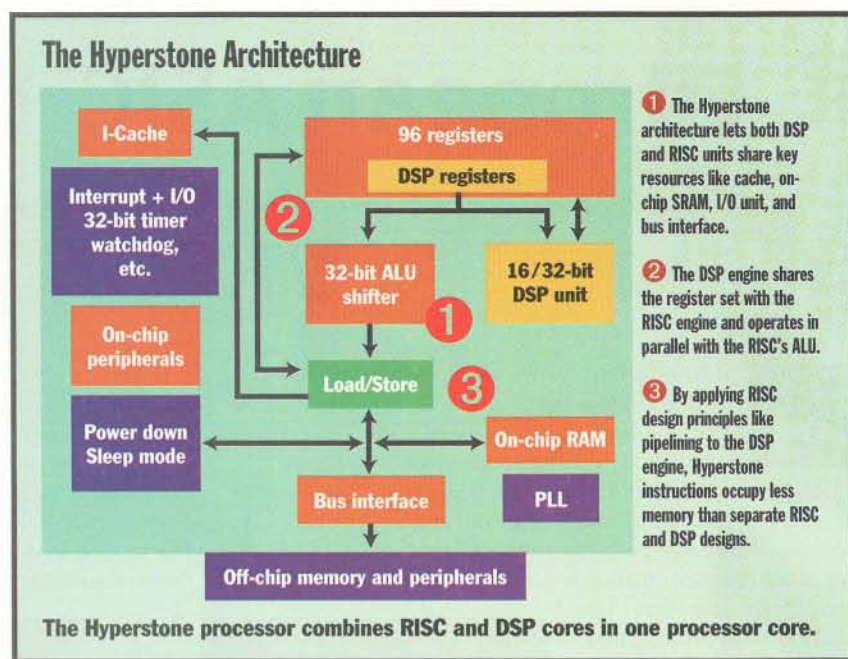 The Hyperstone Architecture
I-Cache
Interrupt + I/O
32-bit timer
watchdog,
etc.
On-chip
peripherals
Power down
Sleep mode
96 registers
DSP registers
2
32-bit ALU
shifter
16/32-bit
DSP unit
1
Load/Store
3
On-chip RAM
Bus interface
PLL
Off-chip memory and peripherals
1 The Hyperstone
architecture lets both DSP
and RISC units share key
resources like cache, on-
chip SRAM, I/O unit, and
bus interface.
2 The DSP engine shares
the register set with the
RISC engine and operates in
parallel with the RISC's ALU.
3 By applying RISC
design principles like
pipelining to the DSP
engine, Hyperstone
instructions occupy less
memory than separate RISC
and DSP designs.
The Hyperstone processor combines RISC and DSP cores in one processor core.